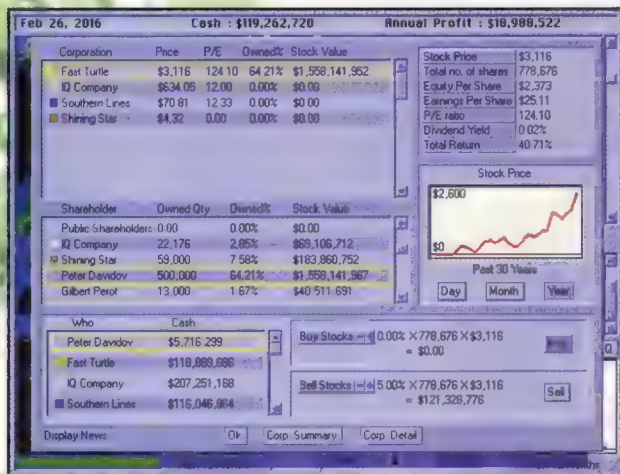 Feb 26, 2016 Cash : $119,262,720 Annual Profit : $18,988,522
Corporation Price P/E Owned% Stock Value
Fast Turtle $3,116 124.10 64.21% $1,558,141,952
IQ Company $634.05 12.00 0.00% $0.00
Southern Lines $70.81 12.33 0.00% $0.00
Shining Star $4.32 0.00 0.00% $0.00
Stock Price $3,116
Total no. of shares 778,676
Equity Per Share $2,373
Earnings Per Share $25.11
P/E ratio 124.10
Dividend Yield 0.02%
Total Return 40.71%
Stock Price
$2,600
$0
Past 30 Years
Day Month Year
Shareholder Owned Qty Owned% Stock Value
Public Shareholders 0.00 0.00% $0.00
IQ Company 22,176 2.85% $69,106,712
Shining Star 59,000 7.58% $183,860,752
Peter Davidov 500,000 64.21% $1,558,141,967
Gilbert Perot 13,000 1.67% $40,511,691
Who Cash
Peter Davidov $5,716,299
Fast Turtle $118,889,686
IQ Company $207,251,168
Southern Lines $116,046,864
Buy Stocks 0.00% X778,676 X$3,116
= $0.00
Sell Stocks 5.00% X778,676 X$3,116
= $121,328,776
Sell
Display News Ok Corp. Summary Corp. Detail